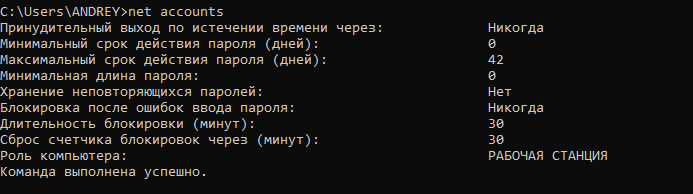 C:\Users\ANDREY>net accounts
Принудительный выход по истечении времени через: Никогда
Минимальный срок действия пароля (дней): 0
Максимальный срок действия пароля (дней): 42
Минимальная длина пароля: 0
Хранение неповторяющихся паролей: Нет
Блокировка после ошибок ввода пароля: Никогда
Длительность блокировки (минут): 30
Сброс счетчика блокировок через (минут): 30
Роль компьютера: РАБОЧАЯ СТАНЦИЯ
Команда выполнена успешно.